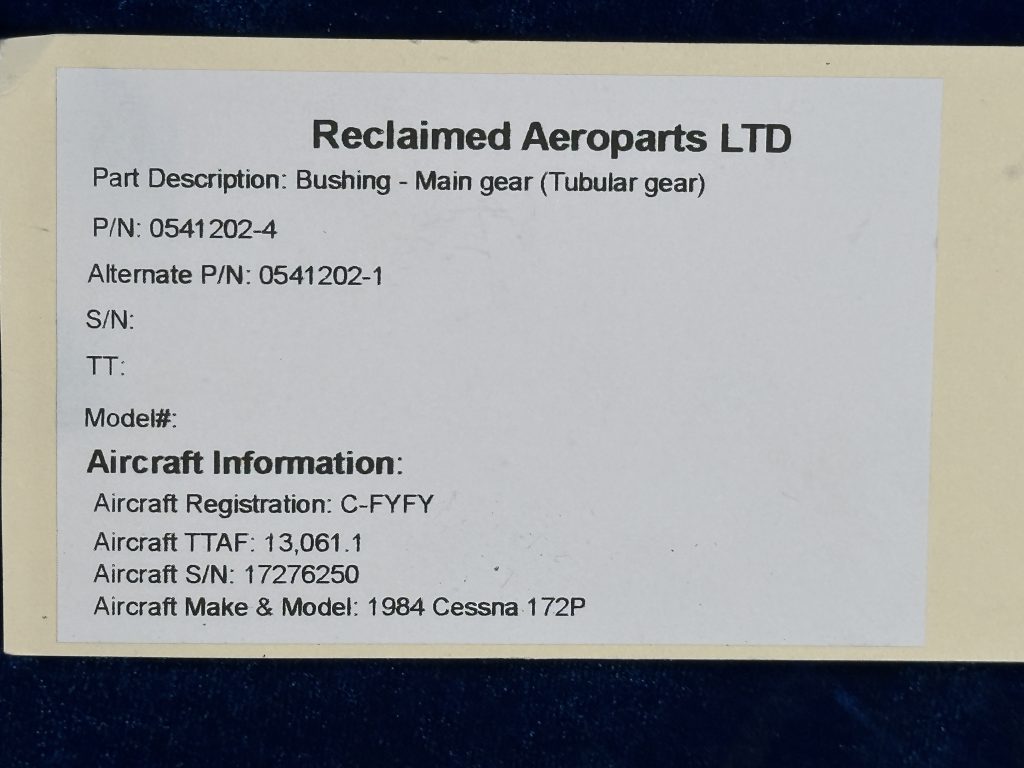 Reclaimed Aeroparts LTD
Part Description: Bushing - Main gear (Tubular gear)
P/N: 0541202-4
Alternate P/N: 0541202-1
S/N:
TT:
Model#:
Aircraft Information:
Aircraft Registration: C-FYFY
Aircraft TTAF: 13,061.1
Aircraft S/N: 17276250
Aircraft Make & Model: 1984 Cessna 172P